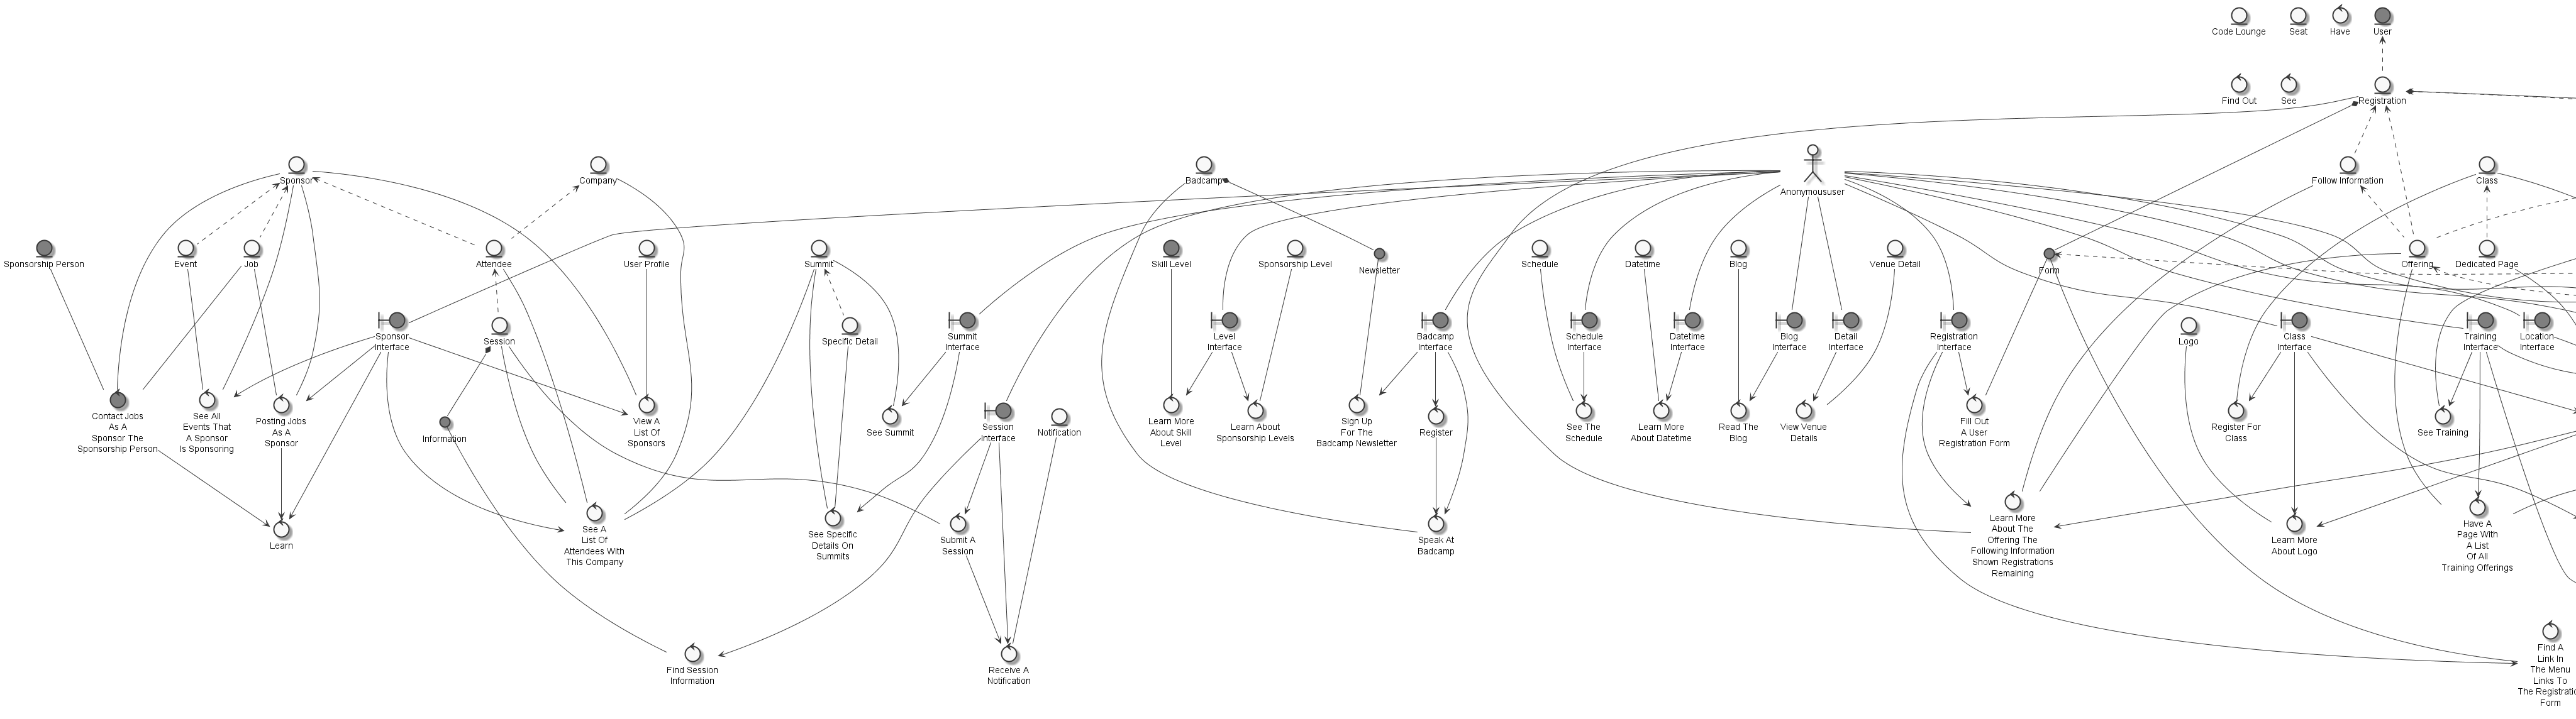 Code Lounge
Seat
Have
User
Find Out
See
Registration
Sponsor
Company
Badcamp
Anonymoususer
Follow Information
Class
Sponsorship Person
Event
Job
Attendee
User Profile
Summit
Skill Level
Sponsorship Level
Newsletter
Schedule
Datetime
Blog
Venue Detail
Form
Offering
Dedicated Page
Sponsor
Interface
Session
Specific Detail
Summit
Interface
Level
Interface
Badcamp
Interface
Schedule
Interface
Datetime
Interface
Blog
Interface
Detail
Interface
Registration
Interface
Logo
Class
Interface
Training
Interface
Location
Interface
Contact Jobs
As A
Sponsor The
Sponsorship Person
See All
Events That
A Sponsor
Is Sponsoring
Posting Jobs
As A
Sponsor
Information
View A
List Of
Sponsors
See Summit
Session
Interface
Notification
Learn More
About Skill
Level
Learn About
Sponsorship Levels
Sign Up
For The
Badcamp Newsletter
Register
See The
Schedule
Learn More
About Datetime
Read The
Blog
View Venue
Details
Fill Out
A User
Registration Form
Register For
Class
See Training
Learn
See A
List Of
Attendees With
This Company
See Specific
Details On
Summits
Submit A
Session
Speak At
Badcamp
Learn More
About The
Offering The
Following Information
Shown Registrations
Remaining
Learn More
About Logo
Have A
Page With
A List
Of All
Training Offerings
Find Session
Information
Receive A
Notification
Find A
Link In
The Menu
Links To
The Registratio
Form